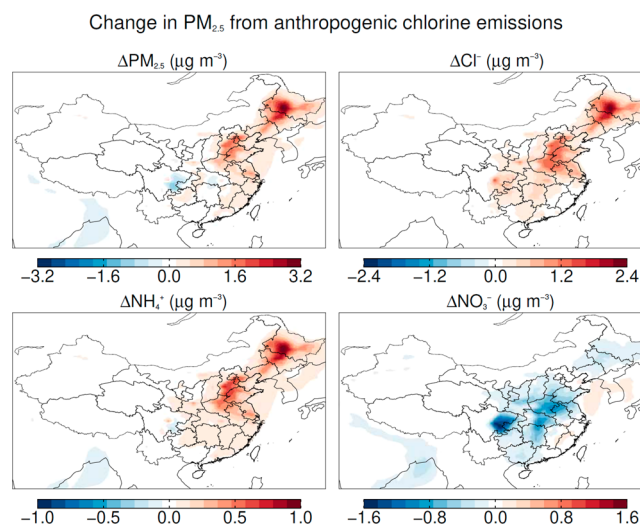 Change in PM₂.₅ from anthropogenic chlorine emissions
ΔPM₂.₅ (μg m⁻³)
ΔCl⁻ (μg m⁻³)
−3.2 −1.6 0.0 1.6 3.2
−2.4 −1.2 0.0 1.2 2.4
ΔNH₄⁺ (μg m⁻³)
ΔNO₃⁻ (μg m⁻³)
−1.0 −0.5 0.0 0.5 1.0
−1.6 −0.8 0.0 0.8 1.6